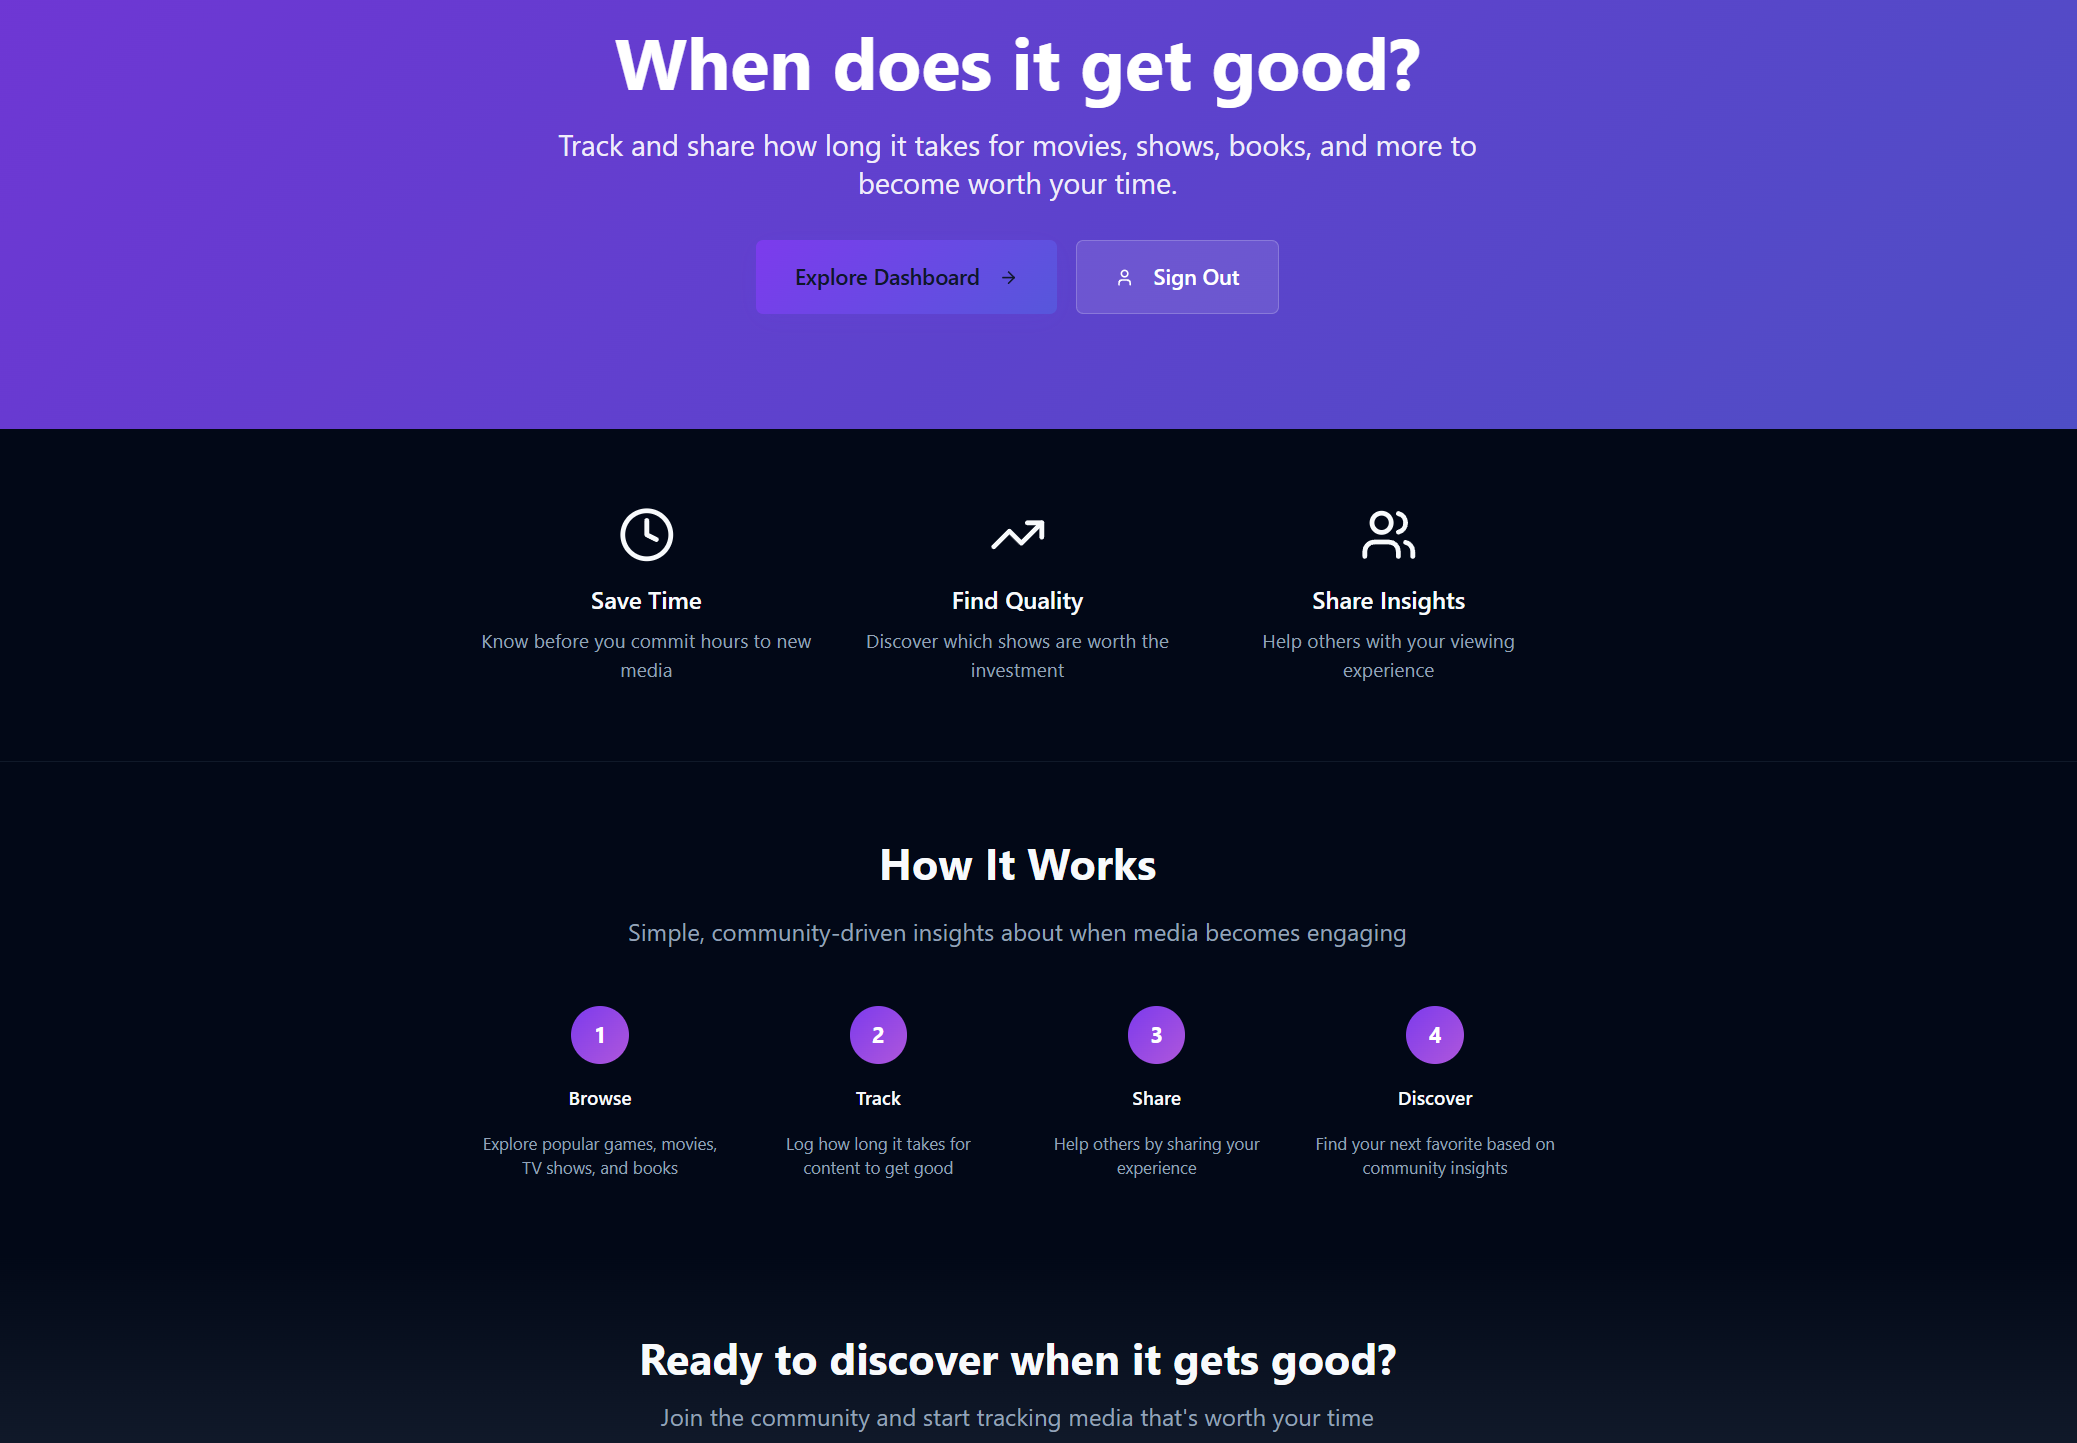 When does it get good?
Track and share how long it takes for movies, shows, books, and more to
become worth your time.
Explore Dashboard
Sign Out
Save Time
Know before you commit hours to new
media
Find Quality
Discover which shows are worth the
investment
Share Insights
Help others with your viewing
experience
How It Works
Simple, community-driven insights about when media becomes engaging
1
Browse
Explore popular games, movies,
TV shows, and books
2
Track
Log how long it takes for
content to get good
3
Share
Help others by sharing your
experience
4
Discover
Find your next favorite based on
community insights
Ready to discover when it gets good?
Join the community and start tracking media that's worth your time